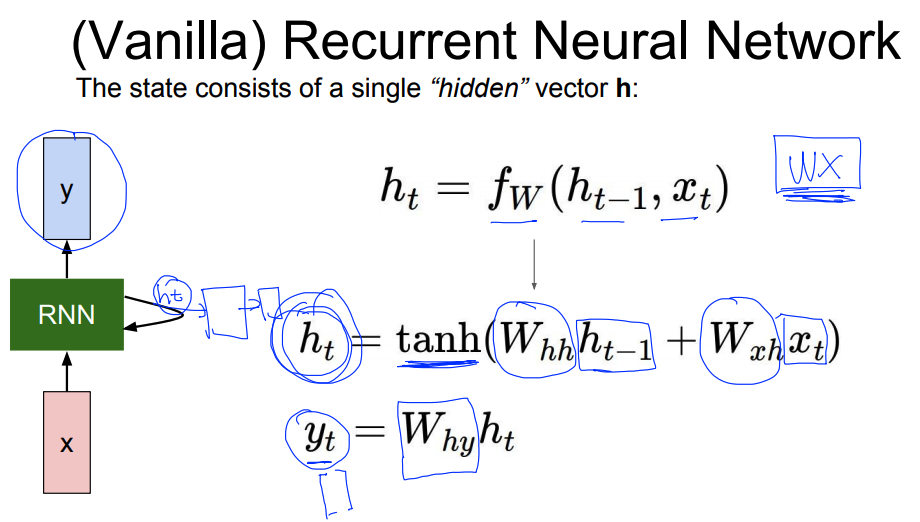 (Vanilla) Recurrent Neural Network
The state consists of a single "hidden" vector h:
y
RNN
x
ht
WX
h_t = f_W(h_{t-1}, x_t)
h_t = tanh(W_{hh}h_{t-1} + W_{xh}x_t)
y_t = W_{hy}h_t